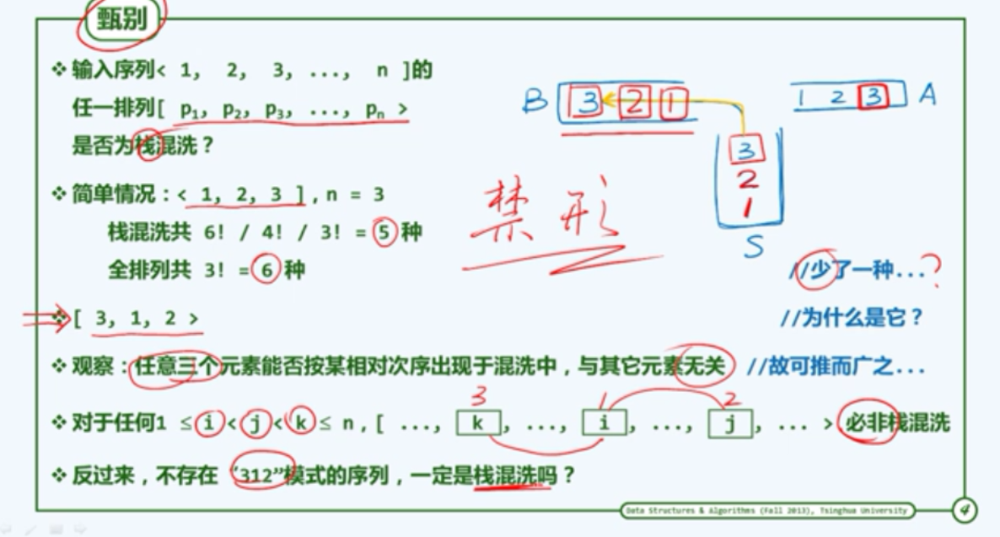 甄别
❖ 输入序列< 1, 2, 3, ..., n ]的
任一排列[ p₁, p₂, p₃, ..., pₙ >
是否为栈混洗？
B 3 2 1
1 2 3 A
3
2
1
S
❖ 简单情况：< 1, 2, 3 ], n = 3
栈混洗共 6! / 4! / 3! = 5 种
全排列共 3! = 6 种
禁形
//少了一种...?
❖ [ 3, 1, 2 >
//为什么是它？
❖ 观察：任意三个元素能否按某相对次序出现于混洗中，与其它元素无关 //故可推而广之...
3 1 2
❖ 对于任何1 ≤ i < j < k ≤ n, [ ..., k, ..., i, ..., j, ... > 必非栈混洗
❖ 反过来，不存在“312”模式的序列，一定是栈混洗吗？
Data Structures & Algorithms (Fall 2013), Tsinghua University
4